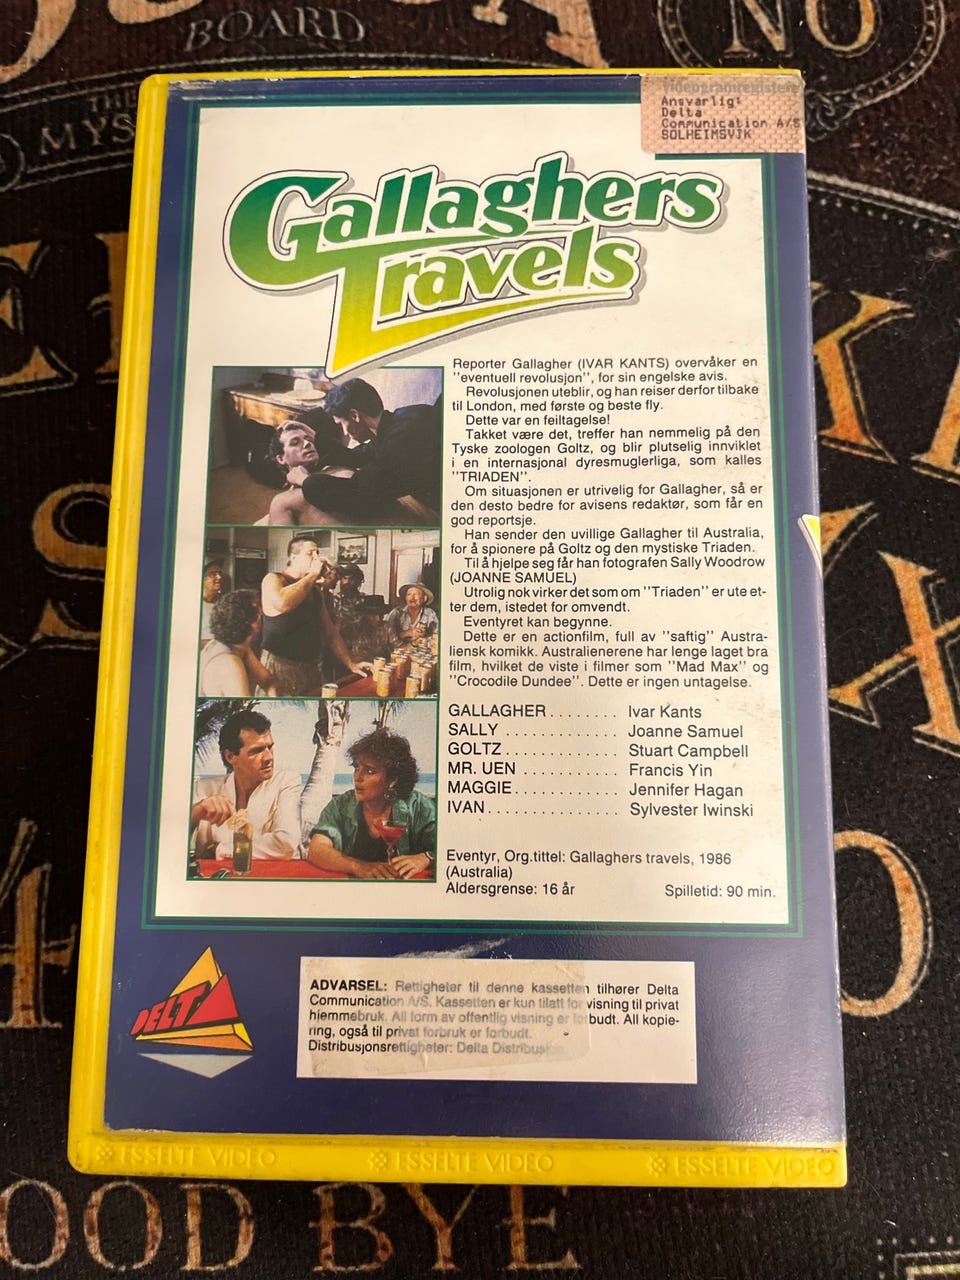 BOARD
NO
THE
MYS
Videogramregistere
Ansvarlig:
Delta
Communication A/S
SOLHEIMSVIK
Gallaghers
Travels
Reporter Gallagher (IVAR KANTS) overvåker en
"eventuell revolusjon", for sin engelske avis.
Revolusjonen uteblir, og han reiser derfor tilbake
til London, med første og beste fly.
Dette var en feiltagelse!
Takket være det, treffer han nemmelig på den
Tyske zoologen Goltz, og blir plutselig innviklet
i en internasjonal dyresmuglerliga, som kalles
"TRIADEN".
Om situasjonen er utrivelig for Gallagher, så er
den desto bedre for avisens redaktør, som får en
god reportsje.
Han sender den uvillige Gallagher til Australia,
for å spionere på Goltz og den mystiske Triaden.
Til å hjelpe seg får han fotografen Sally Woodrow
(JOANNE SAMUEL)
Utrolig nok virker det som om "Triaden" er ute et-
ter dem, istedet for omvendt.
Eventyret kan begynne.
Dette er en actionfilm, full av "saftig" Austra-
liensk komikk. Australienerene har lenge laget bra
film, hvilket de viste i filmer som "Mad Max" og
"Crocodile Dundee". Dette er ingen untagelse.
GALLAGHER ........ Ivar Kants
SALLY ............. Joanne Samuel
GOLTZ ............. Stuart Campbell
MR. UEN ........... Francis Yin
MAGGIE ............ Jennifer Hagan
IVAN ............... Sylvester Iwinski
Eventyr, Org.tittel: Gallaghers travels, 1986
(Australia)
Aldersgrense: 16 år Spilletid: 90 min.
DELTA
ADVARSEL: Rettigheter til denne kassetten tilhører Delta
Communication A/S. Kassetten er kun tilatt for visning til privat
hjemmebruk. All form av offentlig visning er forbudt. All kopie-
ring, også til privat forbruk er forbudt.
Distribusjonsrettigheter: Delta Distribusjon
ESSELTE VIDEO ESSELTE VIDEO ESSELTE VIDEO
OOD BYE